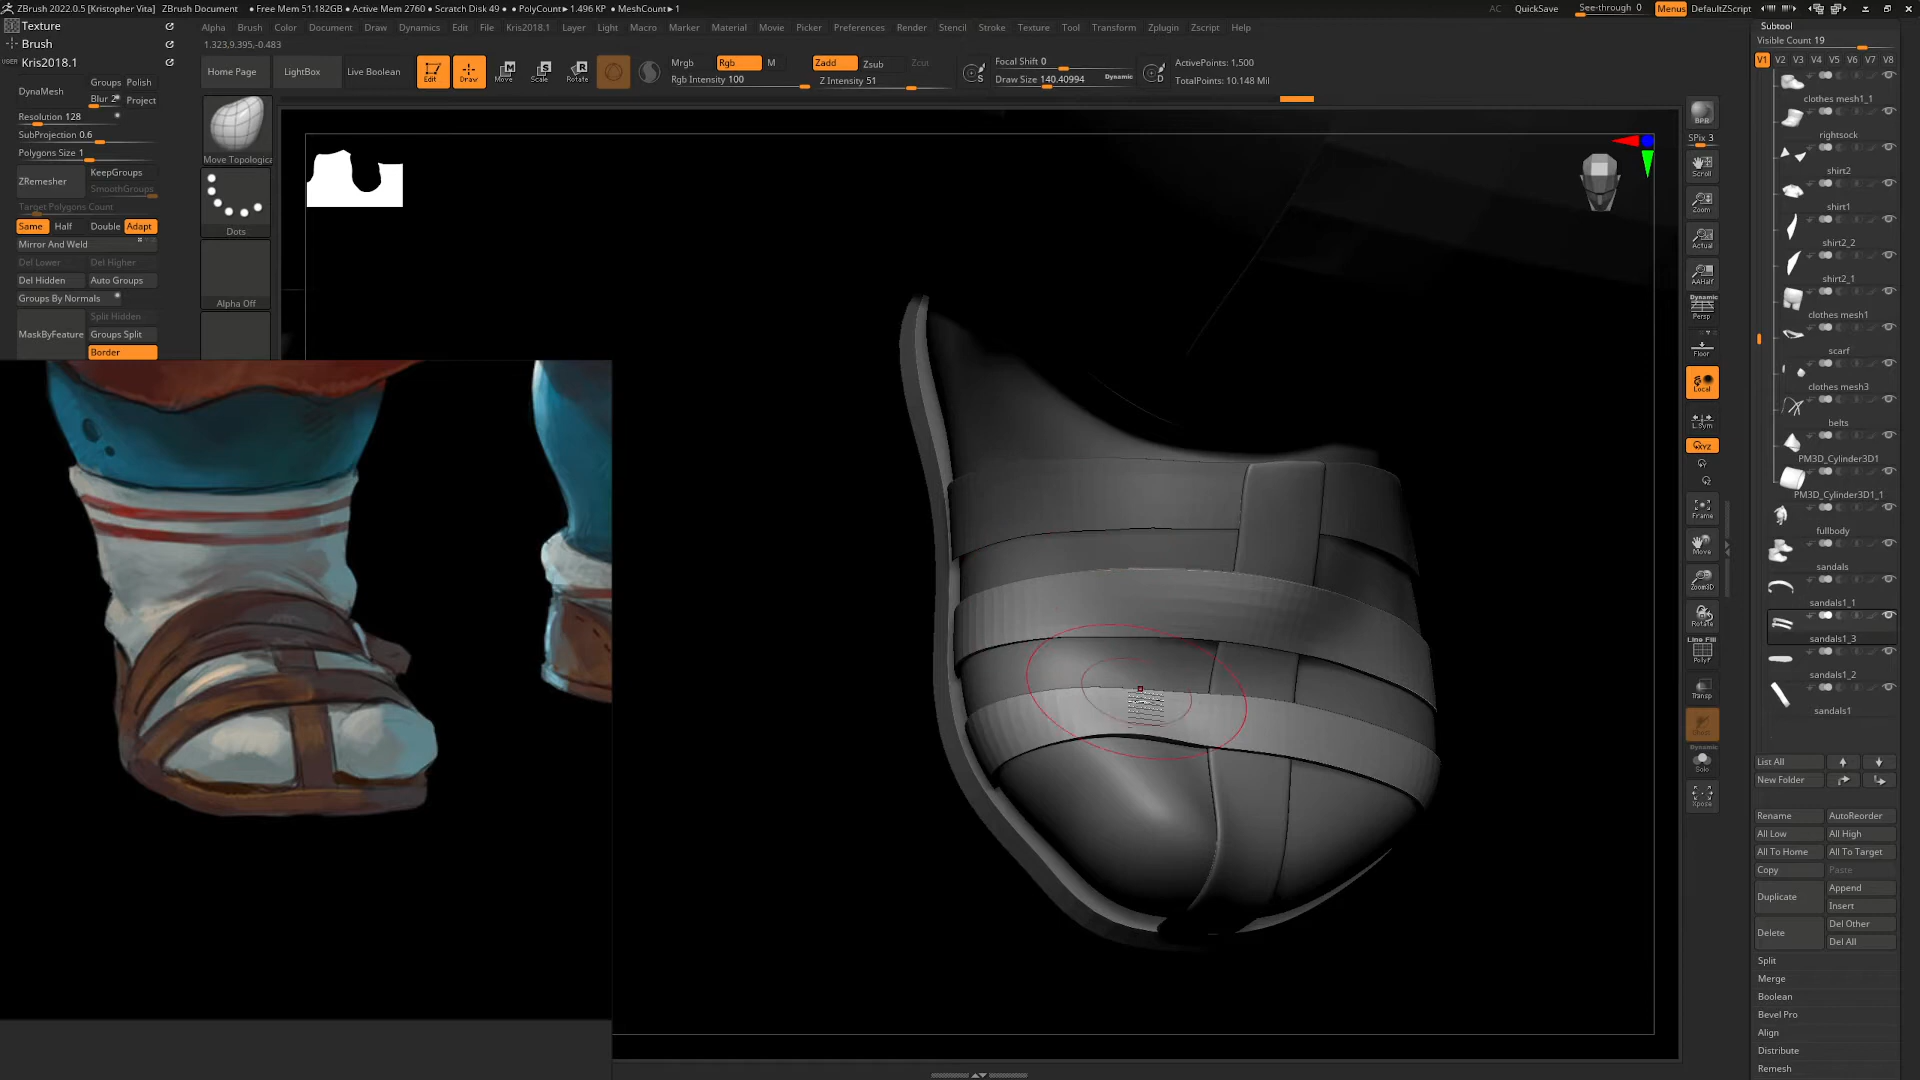 ZBrush 2022.0.5 [Kristopher Vita] ZBrush Document • Free Mem 51.182GB • Active Mem 2760 • Scratch Disk 49 • • PolyCount▸ 1.496 KP • MeshCount▸ 1
AC QuickSave See-through 0 Menus DefaultZScript
Texture
Brush
Kris2018.1
Alpha Brush Color Document Draw Dynamics Edit File Kris2018.1 Layer Light Macro Marker Material Movie Picker Preferences Render Stencil Stroke Texture Tool Transform Zplugin Zscript Help
1.323,9.395,-0.483
DynaMesh
Groups Polish
Blur 2 Project
Resolution 128
SubProjection 0.6
Polygons Size 1
ZRemesher
KeepGroups
SmoothGroups
Target Polygons Count
Same Half Double Adapt
Mirror And Weld
Del Lower Del Higher
Del Hidden Auto Groups
Groups By Normals
MaskByFeature
Split Hidden
Groups Split
Border
Home Page LightBox Live Boolean
Edit Draw Move Scale Rotate
Mrgb Rgb M
Rgb Intensity 100
Zadd Zsub Zcut
Z Intensity 51
Focal Shift 0
Draw Size 140.40994 Dynamic
S
D
ActivePoints: 1,500
TotalPoints: 10.148 Mil
Move Topologica
Dots
Alpha Off
BPR
SPix 3
Scroll
Zoom
Actual
AAHalf
Dynamic
Persp
Floor
Local
L.Sym
XYZ
Frame
Move
Zoom3D
Rotate
Line Fill
PolyF
Transp
Ghost
Dynamic
Solo
Xpose
Subtool
Visible Count 19
V1 V2 V3 V4 V5 V6 V7 V8
clothes mesh1_1
rightsock
shirt2
shirt1
shirt2_2
shirt2_1
clothes mesh1
scarf
clothes mesh3
belts
PM3D_Cylinder3D1
PM3D_Cylinder3D1_1
fullbody
sandals
sandals1_1
sandals1_3
sandals1_2
sandals1
List All
New Folder
Rename AutoReorder
All Low All High
All To Home All To Target
Copy Paste
Duplicate
Append
Insert
Delete
Del Other
Del All
Split
Merge
Boolean
Bevel Pro
Align
Distribute
Remesh